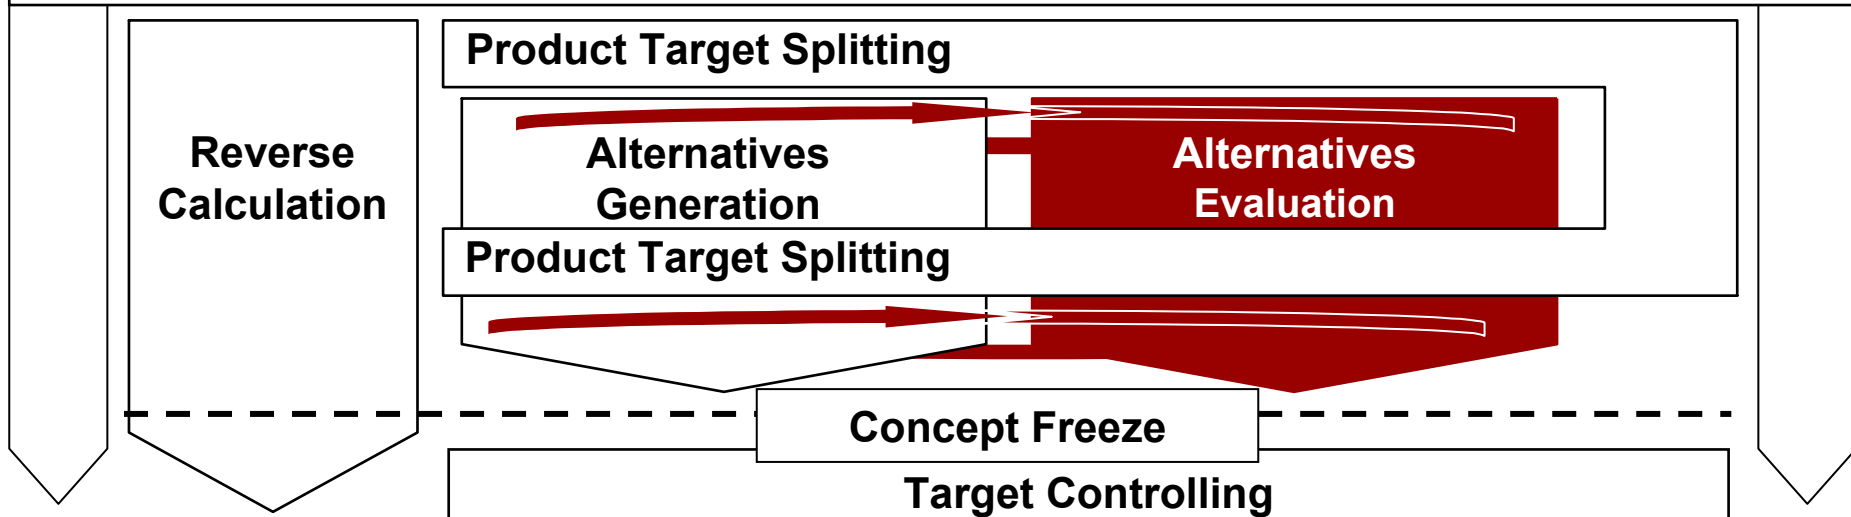 Product Target Splitting
Reverse
Calculation
Alternatives
Generation
Alternatives
Evaluation
Product Target Splitting
Concept Freeze
Target Controlling